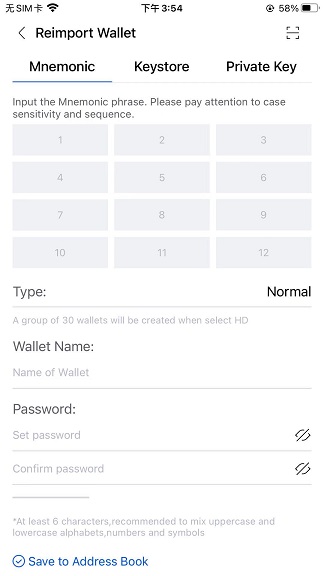 无SIM卡 下午3:54 58%
Reimport Wallet
Mnemonic Keystore Private Key
Input the Mnemonic phrase. Please pay attention to case
sensitivity and sequence.
1 2 3
4 5 6
7 8 9
10 11 12
Type: Normal
A group of 30 wallets will be created when select HD
Wallet Name:
Name of Wallet
Password:
Set password
Confirm password
*At least 6 characters,recommended to mix uppercase and
lowercase alphabets,numbers and symbols
Save to Address Book